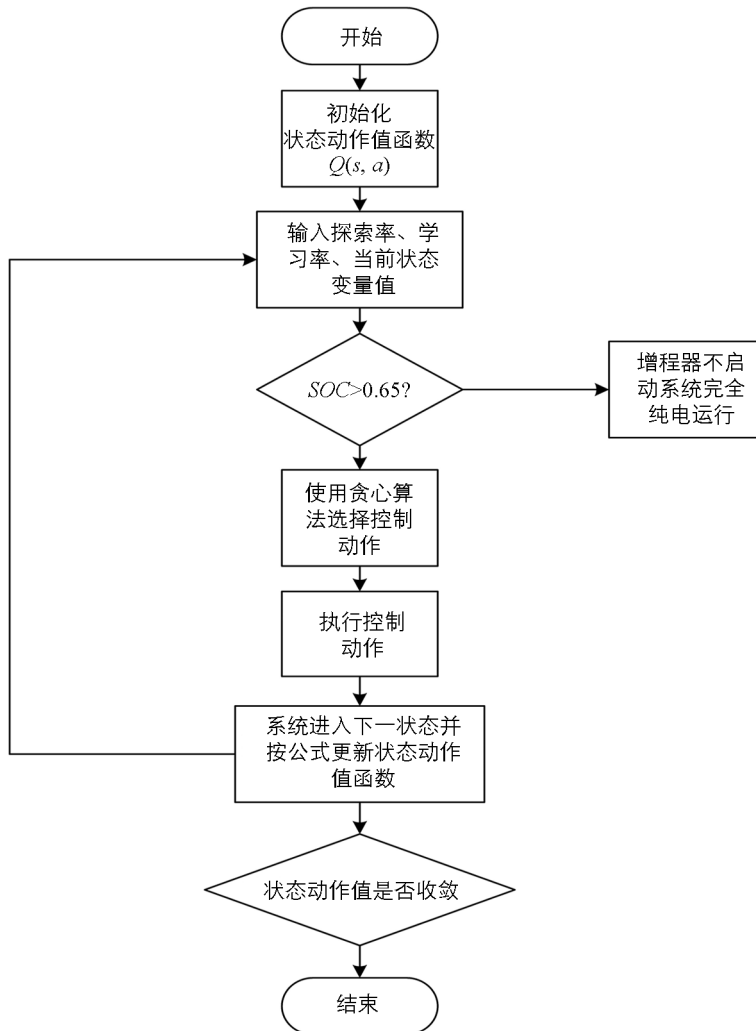 开始
初始化
状态动作值函数
Q(s, a)
输入探索率、学
习率、当前状态
变量值
SOC>0.65?
增程器不启
动系统完全
纯电运行
使用贪心算
法选择控制
动作
执行控制
动作
系统进入下一状态并
按公式更新状态动作
值函数
状态动作值是否收敛
结束